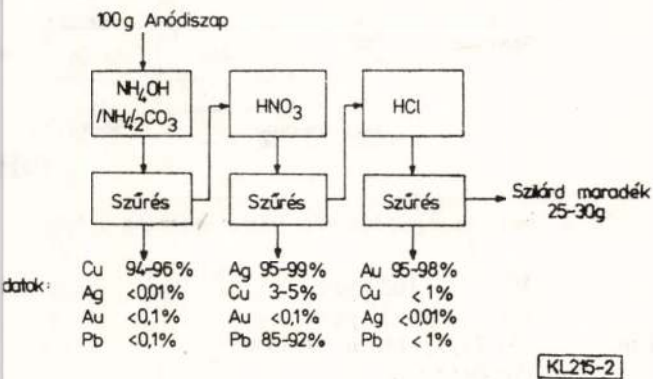 100 g Anódiszap
NH4OH
/NH4/2CO3
HNO3
HCl
Szűrés
Szűrés
Szűrés
Szilárd maradék
25-30g
datok:
Cu 94-96% Ag 95-99% Au 95-98%
Ag <0,01% Cu 3-5% Cu <1%
Au <0,1% Au <0,1% Ag <0,01%
Pb <0,1% Pb 85-92% Pb <1%
KL215-2